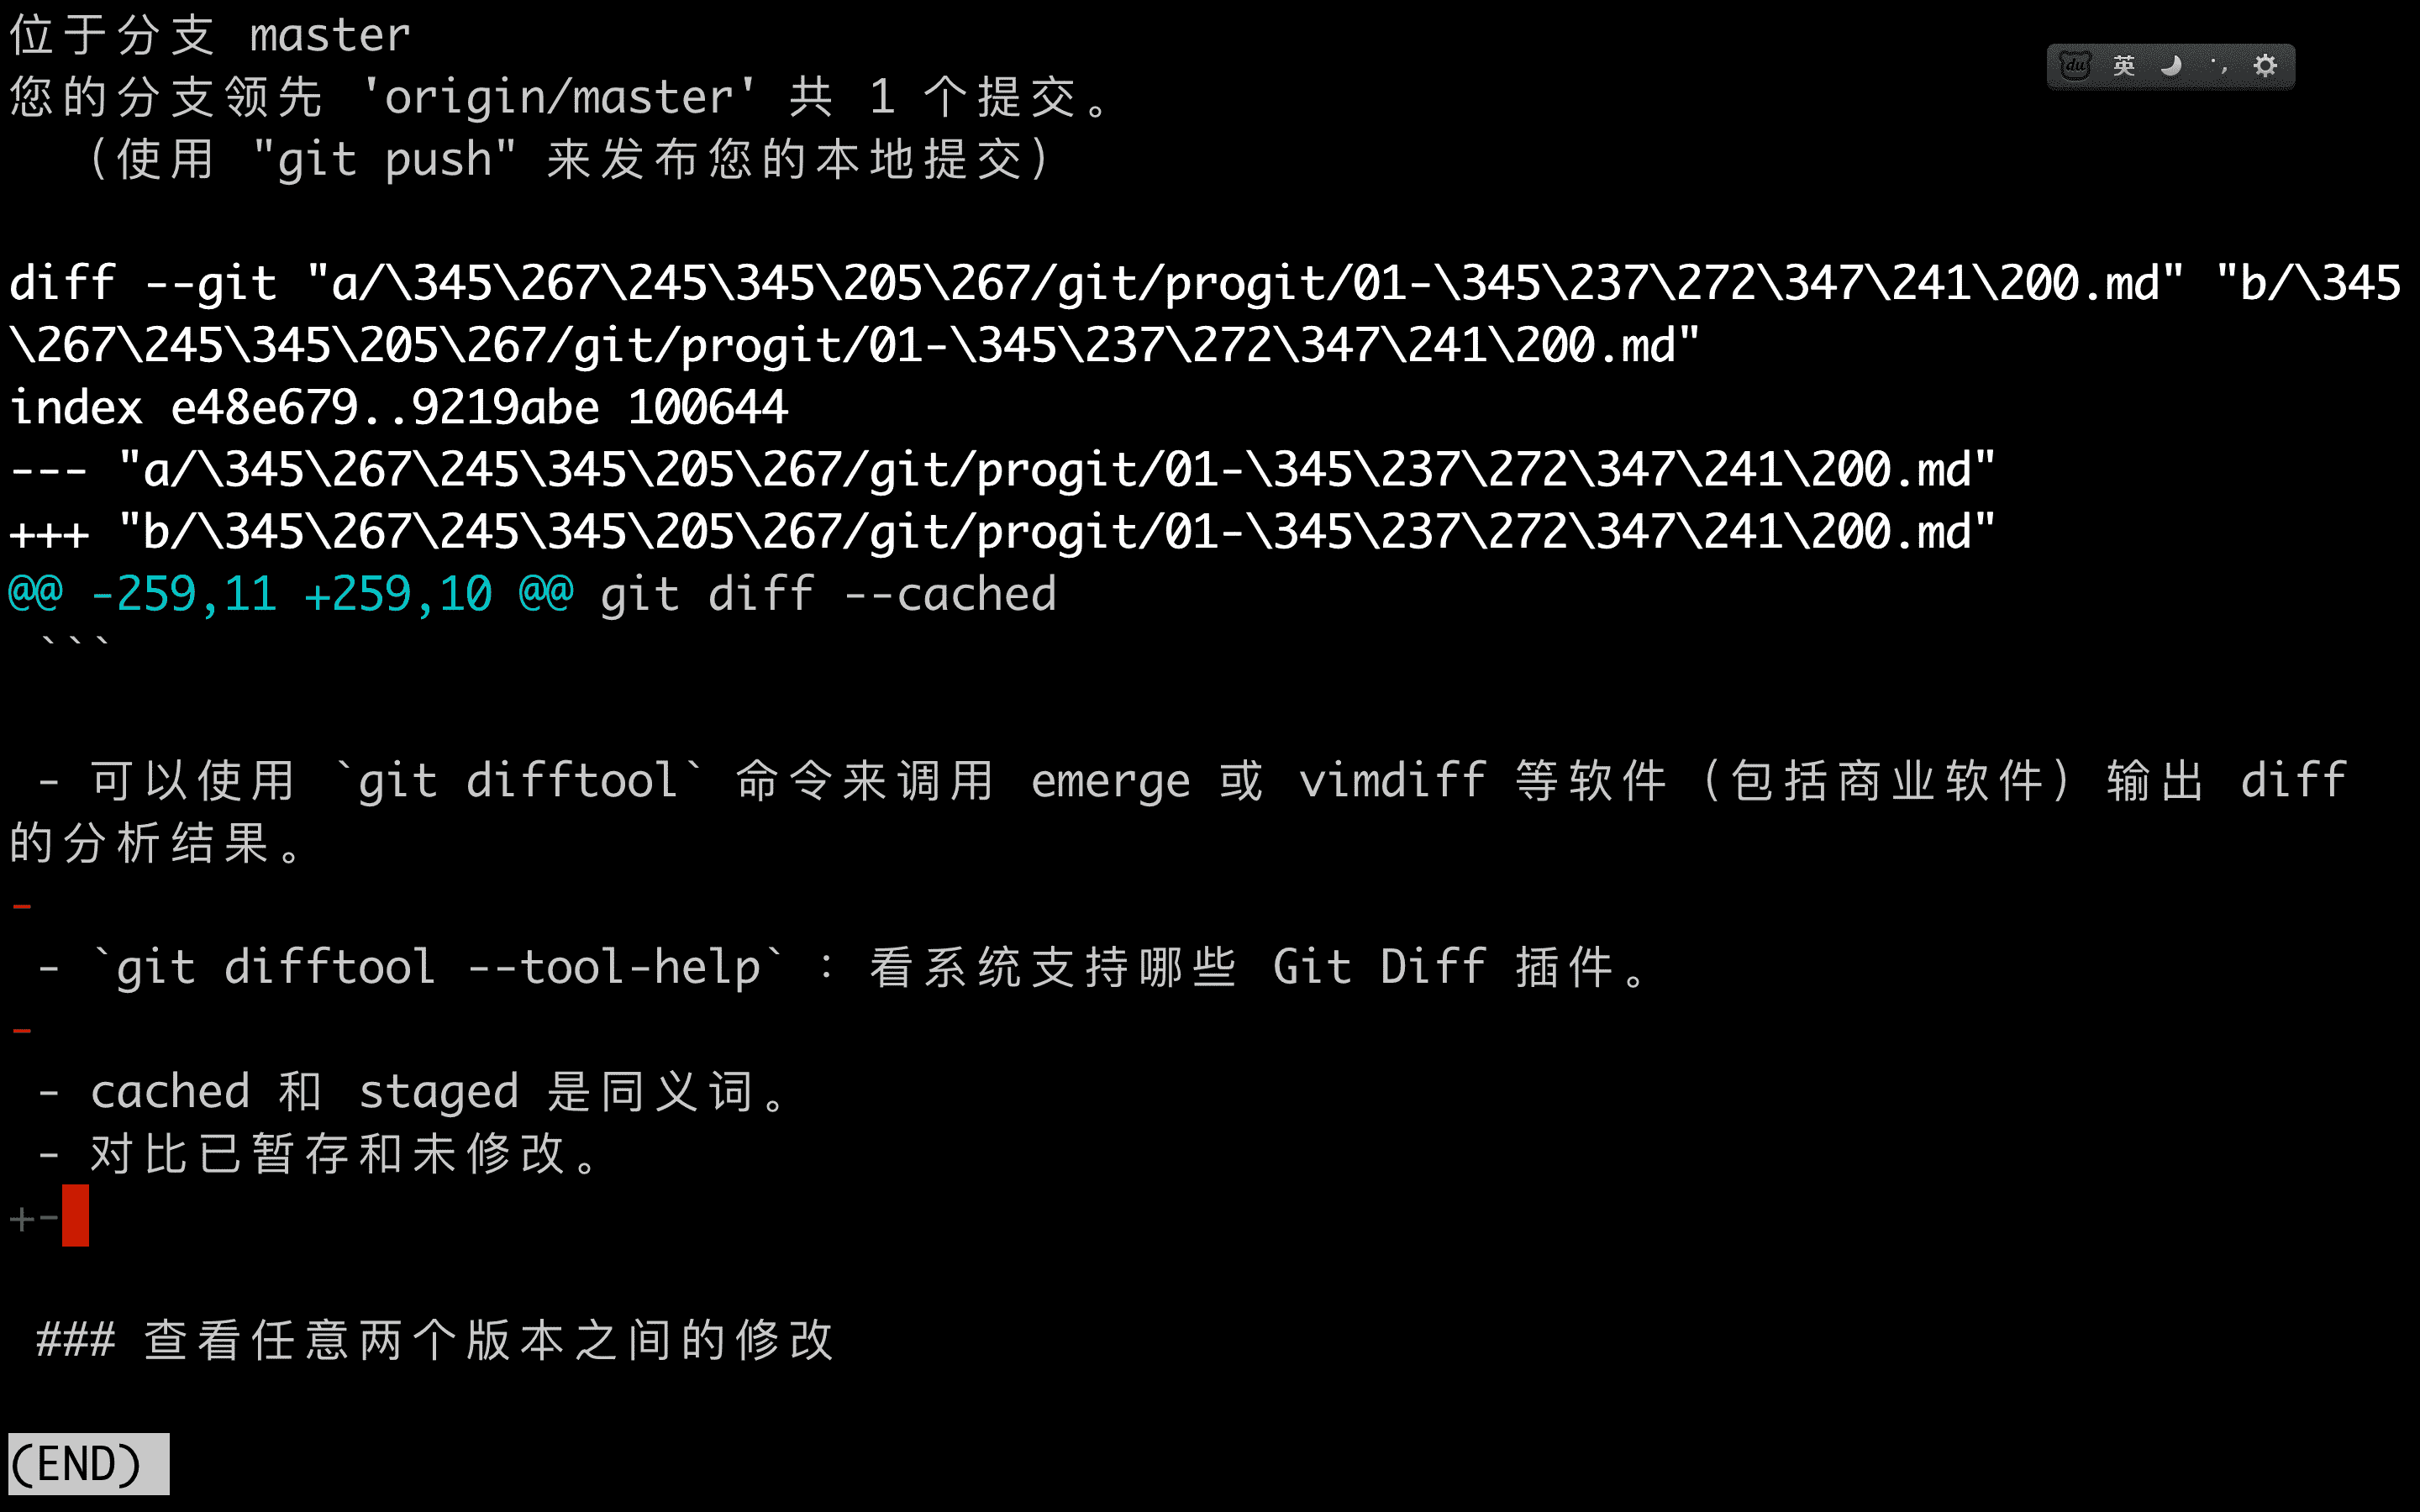 位于分支 master
您的分支领先 'origin/master' 共 1 个提交。
  （使用 "git push" 来发布您的本地提交）
du 英
diff --git "a/\345\267\245\345\205\267/git/progit/01-\345\237\272\347\241\200.md" "b/\345
\267\245\345\205\267/git/progit/01-\345\237\272\347\241\200.md"
index e48e679..9219abe 100644
--- "a/\345\267\245\345\205\267/git/progit/01-\345\237\272\347\241\200.md"
+++ "b/\345\267\245\345\205\267/git/progit/01-\345\237\272\347\241\200.md"
@@ -259,11 +259,10 @@ git diff --cached
 ```
 - 可以使用 `git difftool` 命令来调用 emerge 或 vimdiff 等软件（包括商业软件）输出 diff
的分析结果。
-
 - `git difftool --tool-help` ：看系统支持哪些 Git Diff 插件。
-
 - cached 和 staged 是同义词。
 - 对比已暂存和未修改。
+-
 ### 查看任意两个版本之间的修改
(END)